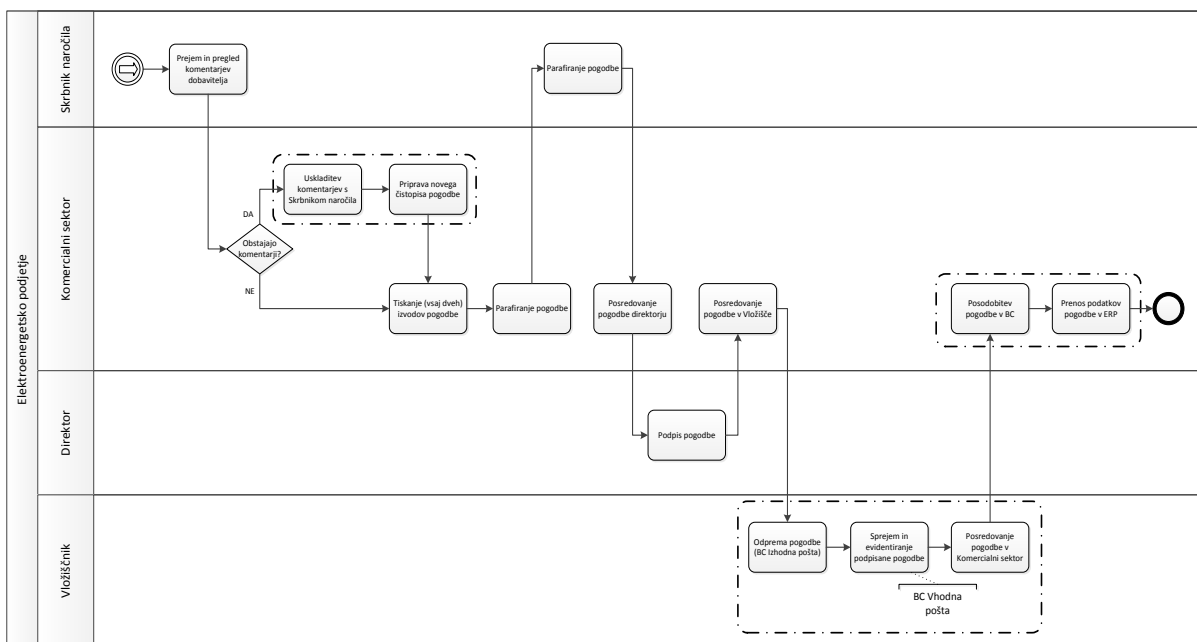 Elektroenergetsko podjetje
Skrbnik naročila
Prejem in pregled
komentarjev
dobavitelja
Parafiranje pogodbe
Komercialni sektor
Uskladitev
komentarjev s
Skrbnikom naročila
Priprava novega
čistopisa pogodbe
DA
Obstajajo
komentarji?
NE
Tiskanje (vsaj dveh)
izvodov pogodbe
Parafiranje pogodbe
Posredovanje
pogodbe direktorju
Posredovanje
pogodbe v Vložišče
Posodobitev
pogodbe v BC
Prenos podatkov
pogodbe v ERP
Direktor
Podpis pogodbe
Vložiščnik
Odprema pogodbe
(BC Izhodna pošta)
Sprejem in
evidentiranje
podpisane pogodbe
Posredovanje
pogodbe v
Komercialni sektor
BC Vhodna
pošta